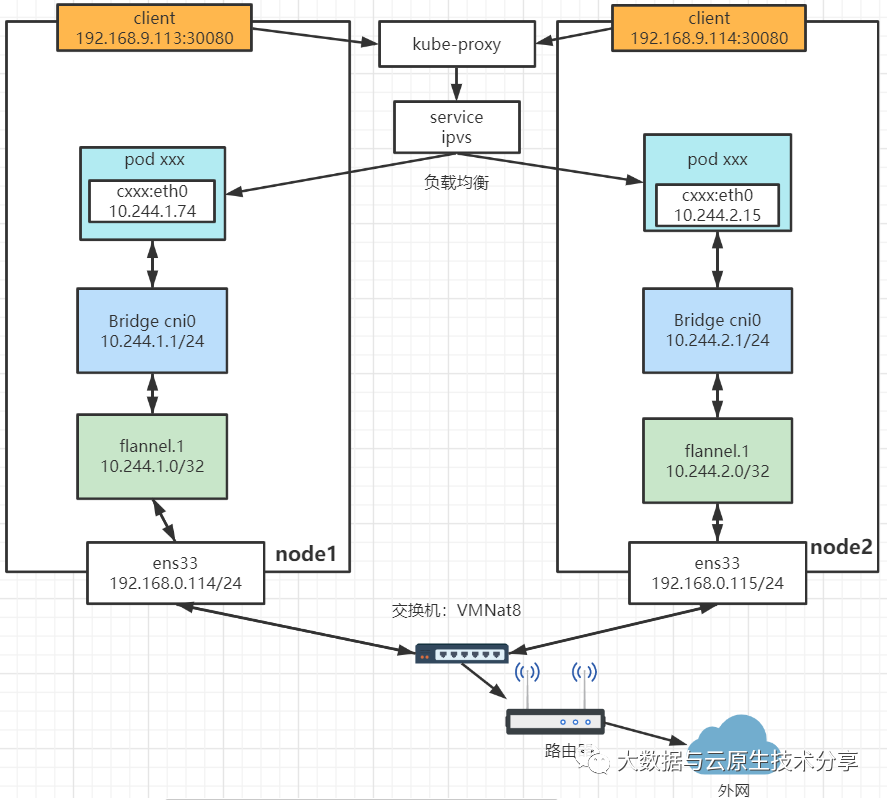 client
192.168.9.113:30080
kube-proxy
client
192.168.9.114:30080
service
ipvs
负载均衡
pod xxx
cxxx:eth0
10.244.1.74
pod xxx
cxxx:eth0
10.244.2.15
Bridge cni0
10.244.1.1/24
Bridge cni0
10.244.2.1/24
flannel.1
10.244.1.0/32
flannel.1
10.244.2.0/32
ens33
192.168.0.114/24
node1
ens33
192.168.0.115/24
node2
交换机：VMNat8
路由
大数据与云原生技术分享
外网